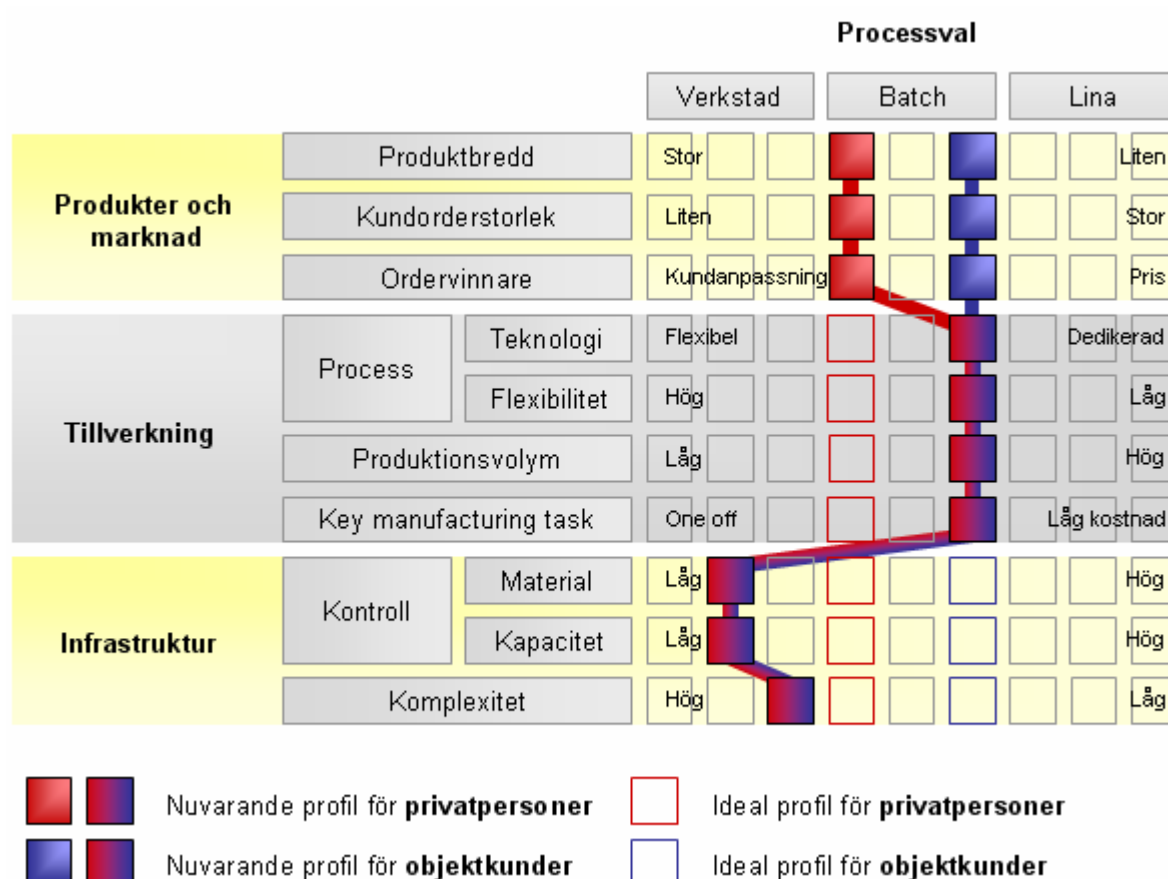 Processval
Verkstad Batch Lina
Produkter och
marknad
Produktbredd Stor Liten
Kundorderstorlek Liten Stor
Ordervinnare Kundanpassning Pris
Tillverkning
Process
Teknologi Flexibel Dedikerad
Flexibilitet Hög Låg
Produktionsvolym Låg Hög
Key manufacturing task One off Låg kostnad
Infrastruktur
Kontroll
Material Låg Hög
Kapacitet Låg Hög
Komplexitet Hög Låg
Nuvarande profil för privatpersoner Ideal profil för privatpersoner
Nuvarande profil för objektkunder Ideal profil för objektkunder